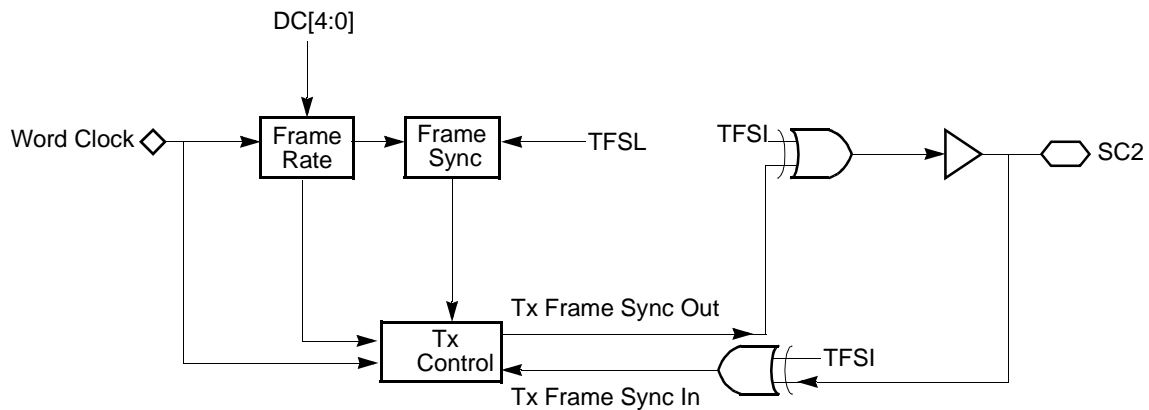 DC[4:0]
Word Clock
Frame
Rate
Frame
Sync
TFSL
TFSI
SC2
Tx Frame Sync Out
Tx
Control
TFSI
Tx Frame Sync In